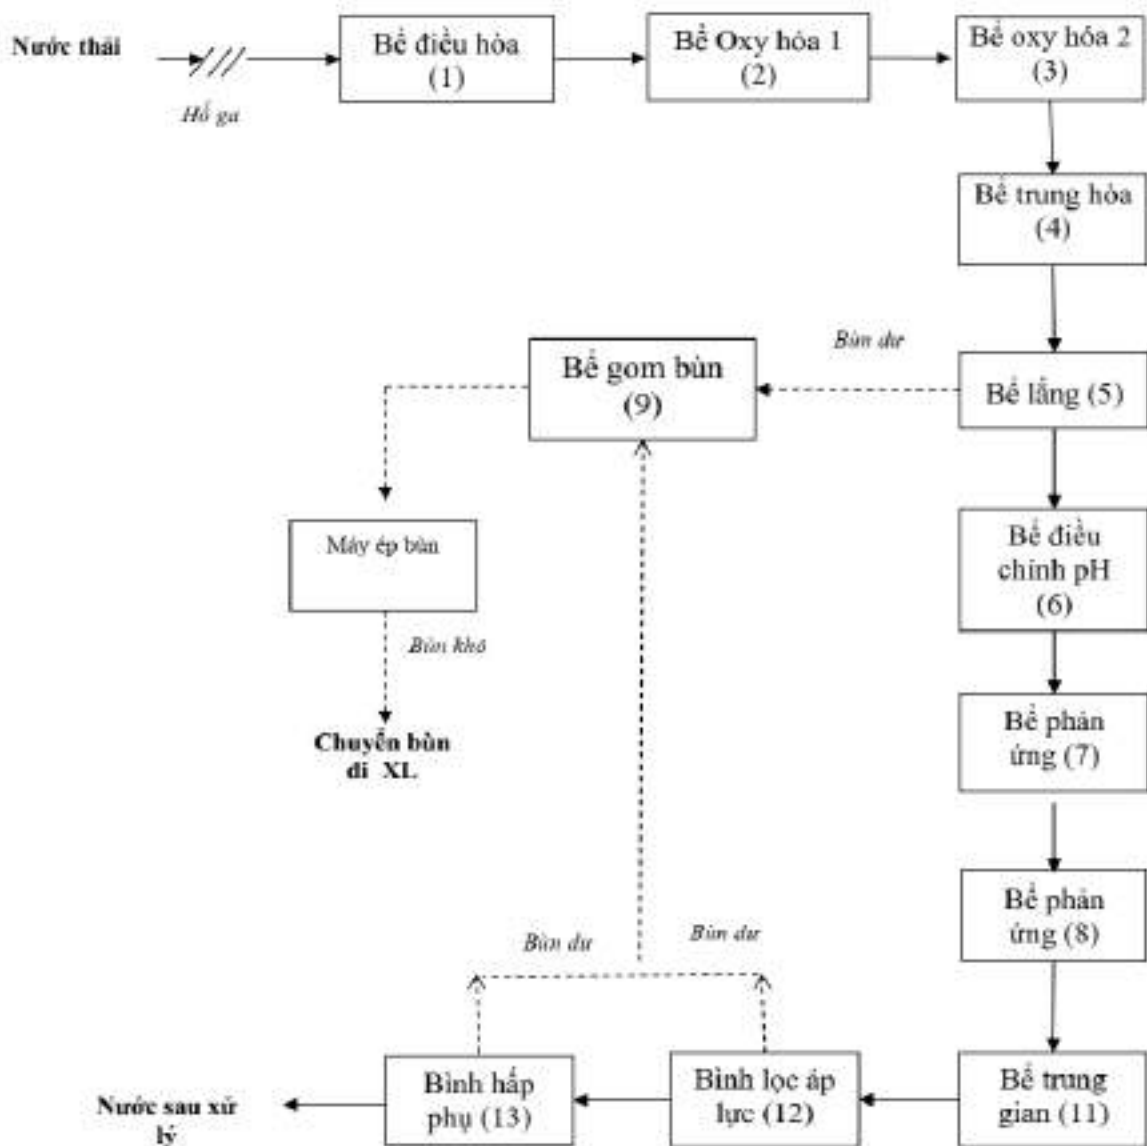 Nước thải
Hố ga
Bể điều hòa
(1)
Bể Oxy hóa 1
(2)
Bể oxy hóa 2
(3)
Bể trung hòa
(4)
Bùn dư
Bể gom bùn
(9)
Bể lắng (5)
Máy ép bùn
Bể điều
chỉnh pH
(6)
Bùn khô
Chuyển bùn
đi XL
Bể phản
ứng (7)
Bể phản
ứng (8)
Bùn dư
Bùn dư
Bể trung
gian (11)
Bình lọc áp
lực (12)
Bình hấp
phụ (13)
Nước sau xử
lý